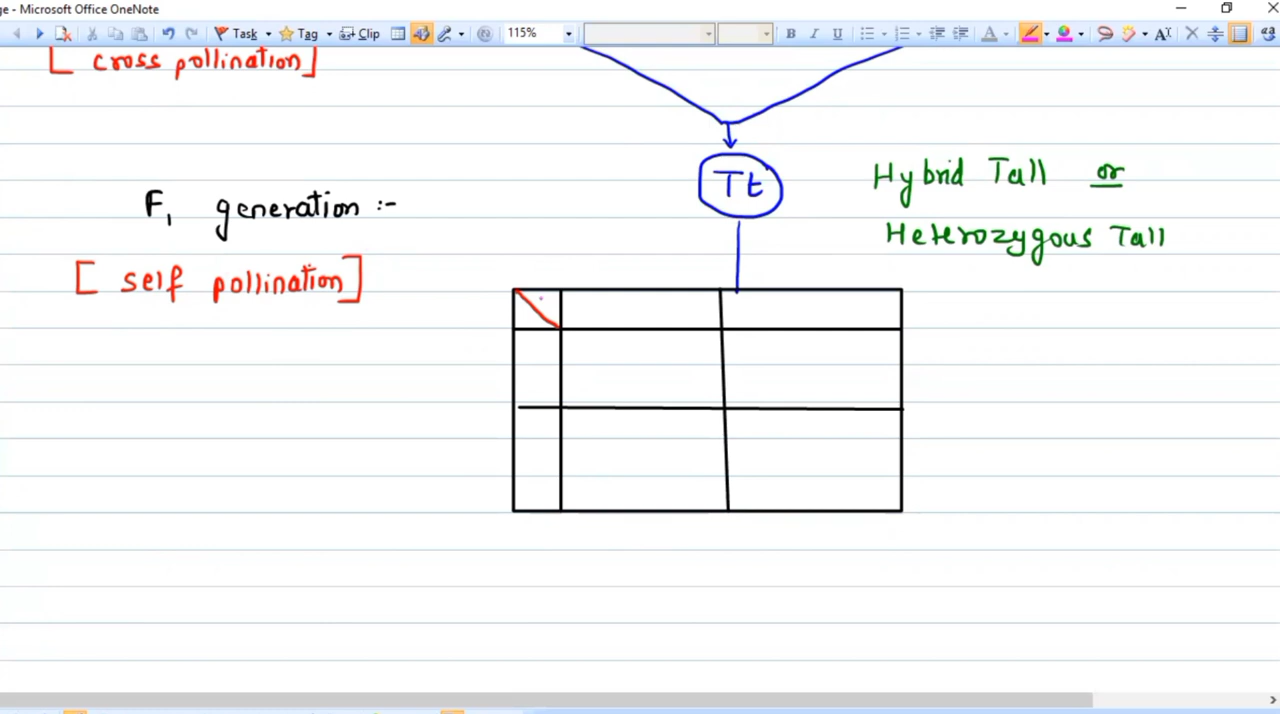 ge - Microsoft Office OneNote
Task Tag Clip 115% B I U A
[ cross pollination ]
Tt
Hybrid Tall or
Heterozygous Tall
F1 generation :-
[ self pollination ]